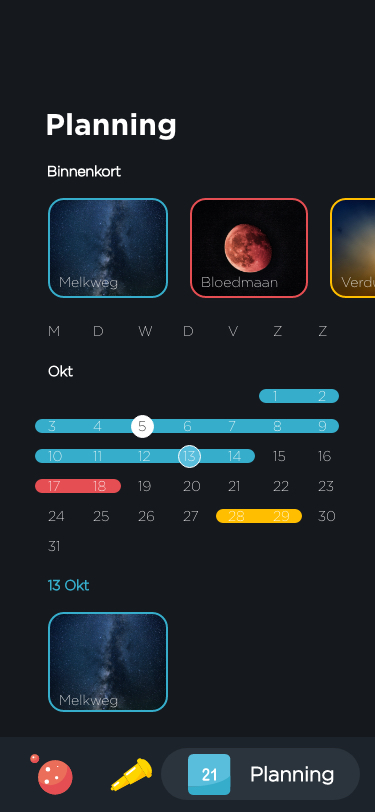 Planning
Binnenkort
Melkweg Bloedmaan Verdw
M D W D V Z Z
Okt
1 2
3 4 5 6 7 8 9
10 11 12 13 14 15 16
17 18 19 20 21 22 23
24 25 26 27 28 29 30
31
13 Okt
Melkweg
21 Planning